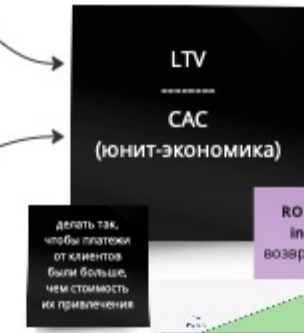 LTV
--------
CAC
(юнит-экономика)
делать так,
чтобы платежи
от клиентов
были больше,
чем стоимость
их привлечения
RO
in
возвр